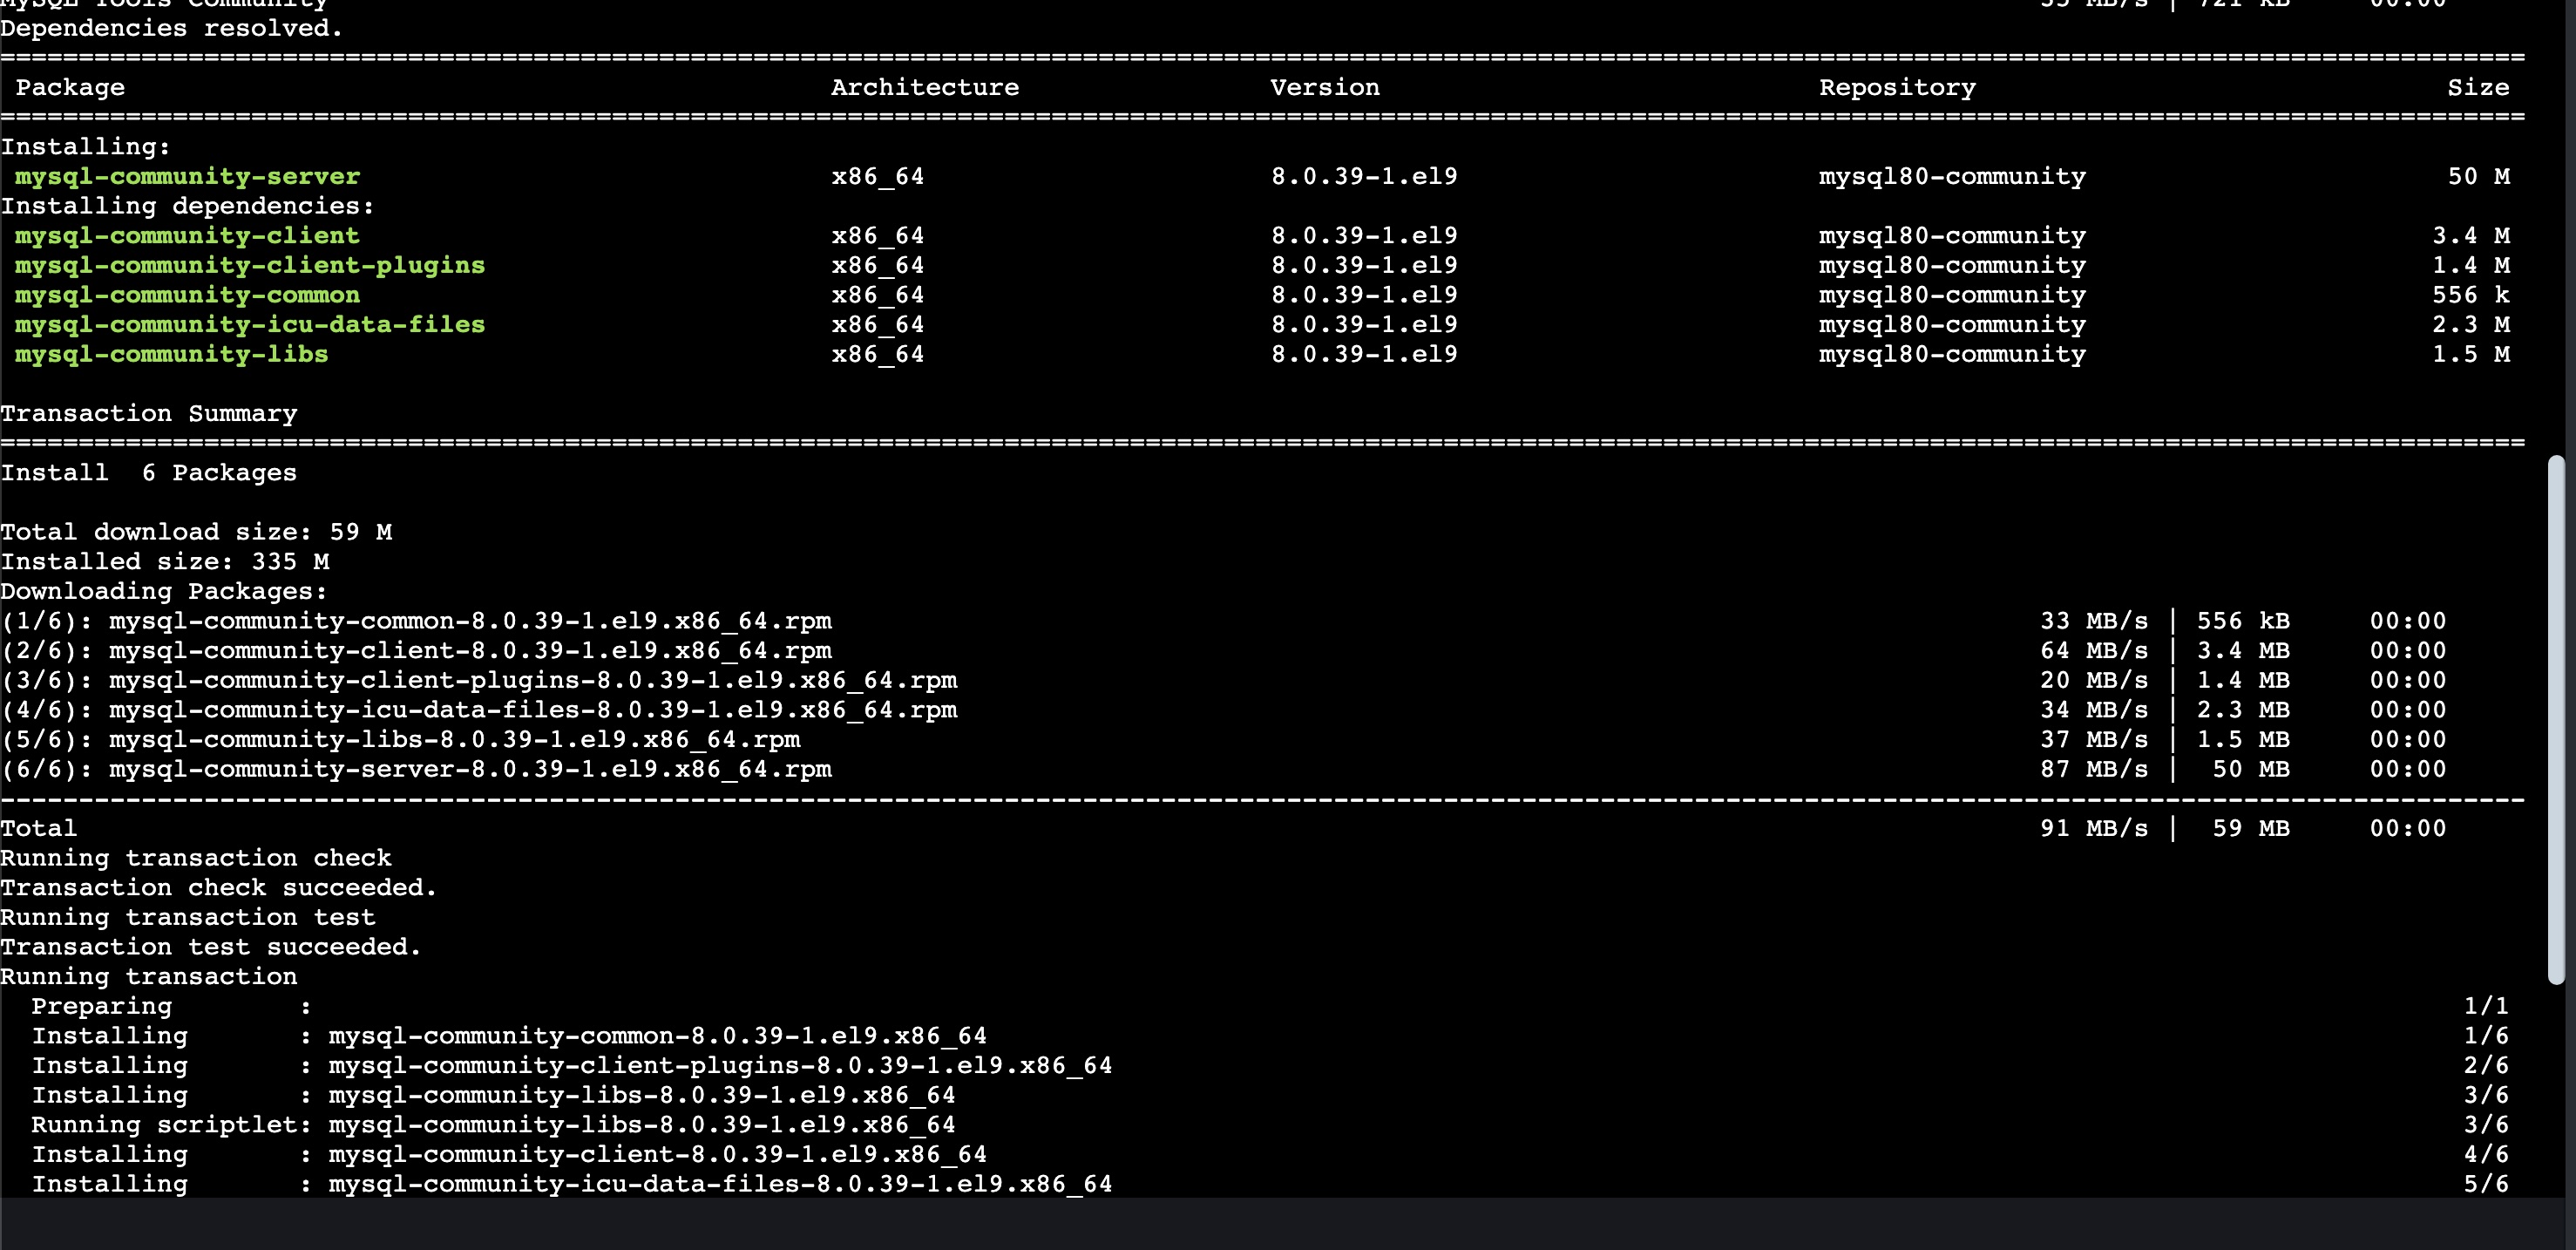 MySQL Tools Community 35 MB/s | 721 kB 00:00
Dependencies resolved.
================================================================================
Package Architecture Version Repository Size
================================================================================
Installing:
mysql-community-server x86_64 8.0.39-1.el9 mysql80-community 50 M
Installing dependencies:
mysql-community-client x86_64 8.0.39-1.el9 mysql80-community 3.4 M
mysql-community-client-plugins x86_64 8.0.39-1.el9 mysql80-community 1.4 M
mysql-community-common x86_64 8.0.39-1.el9 mysql80-community 556 k
mysql-community-icu-data-files x86_64 8.0.39-1.el9 mysql80-community 2.3 M
mysql-community-libs x86_64 8.0.39-1.el9 mysql80-community 1.5 M
Transaction Summary
================================================================================
Install 6 Packages
Total download size: 59 M
Installed size: 335 M
Downloading Packages:
(1/6): mysql-community-common-8.0.39-1.el9.x86_64.rpm 33 MB/s | 556 kB 00:00
(2/6): mysql-community-client-8.0.39-1.el9.x86_64.rpm 64 MB/s | 3.4 MB 00:00
(3/6): mysql-community-client-plugins-8.0.39-1.el9.x86_64.rpm 20 MB/s | 1.4 MB 00:00
(4/6): mysql-community-icu-data-files-8.0.39-1.el9.x86_64.rpm 34 MB/s | 2.3 MB 00:00
(5/6): mysql-community-libs-8.0.39-1.el9.x86_64.rpm 37 MB/s | 1.5 MB 00:00
(6/6): mysql-community-server-8.0.39-1.el9.x86_64.rpm 87 MB/s | 50 MB 00:00
--------------------------------------------------------------------------------
Total 91 MB/s | 59 MB 00:00
Running transaction check
Transaction check succeeded.
Running transaction test
Transaction test succeeded.
Running transaction
Preparing : 1/1
Installing : mysql-community-common-8.0.39-1.el9.x86_64 1/6
Installing : mysql-community-client-plugins-8.0.39-1.el9.x86_64 2/6
Installing : mysql-community-libs-8.0.39-1.el9.x86_64 3/6
Running scriptlet: mysql-community-libs-8.0.39-1.el9.x86_64 3/6
Installing : mysql-community-client-8.0.39-1.el9.x86_64 4/6
Installing : mysql-community-icu-data-files-8.0.39-1.el9.x86_64 5/6